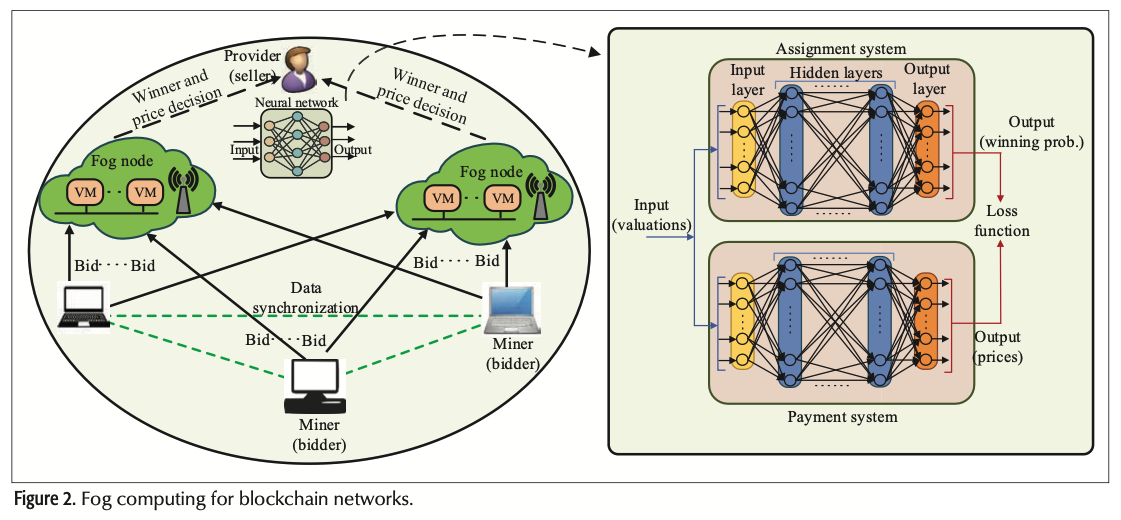 Provider
(seller)
Winner and
price decision
Winner and
price decision
Neural network
Input
Output
Fog node
VM · · VM
Fog node
VM · · VM
Bid · · · · Bid
Bid · · · · Bid
Data
synchronization
Bid · · · · Bid
Miner
(bidder)
Miner
(bidder)
Assignment system
Input
layer
Hidden layers
Output
layer
Output
(winning prob.)
Input
(valuations)
Loss
function
Output
(prices)
Payment system
Figure 2. Fog computing for blockchain networks.